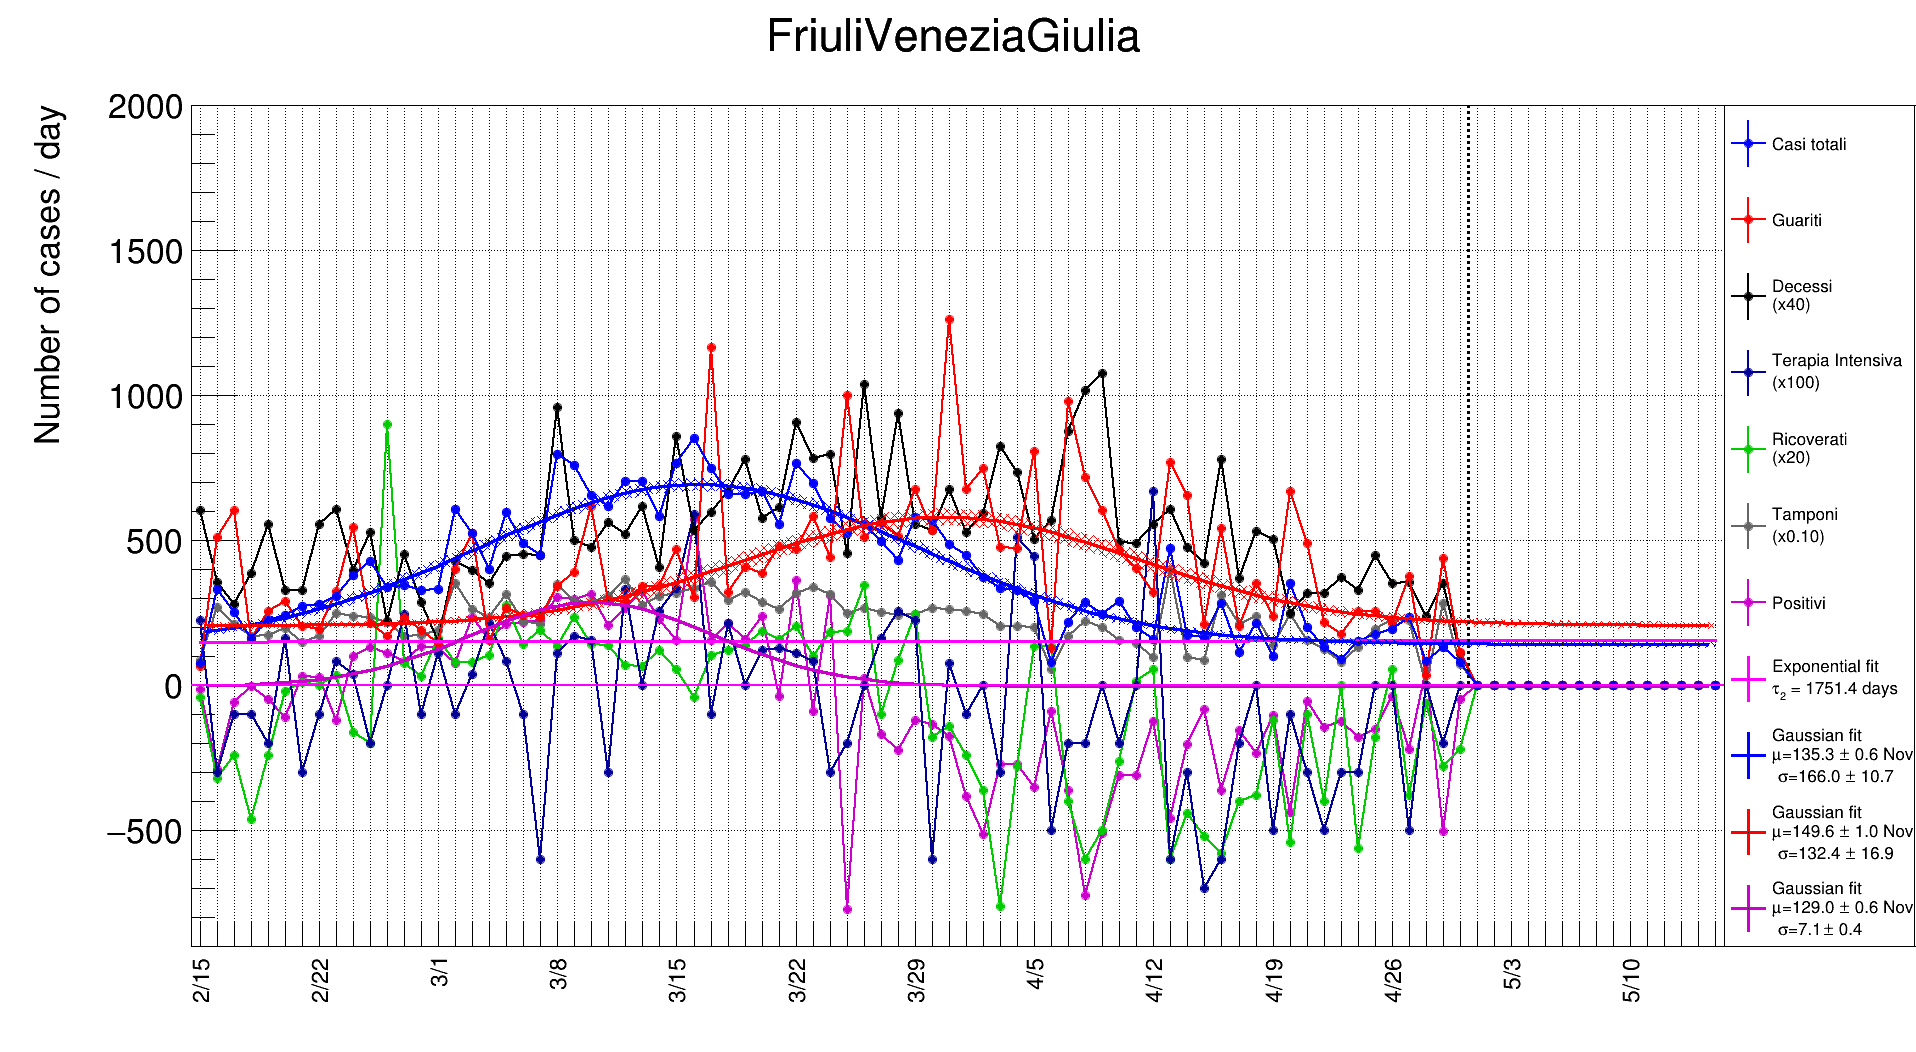 FriuliVeneziaGiulia
Number of cases / day
2000
1500
1000
500
0
−500
2/15
2/22
3/1
3/8
3/15
3/22
3/29
4/5
4/12
4/19
4/26
5/3
5/10
Casi totali
Guariti
Decessi
(x40)
Terapia Intensiva
(x100)
Ricoverati
(x20)
Tamponi
(x0.10)
Positivi
Exponential fit
τ₂ = 1751.4 days
Gaussian fit
μ=135.3 ± 0.6 Nov
σ=166.0 ± 10.7
Gaussian fit
μ=149.6 ± 1.0 Nov
σ=132.4 ± 16.9
Gaussian fit
μ=129.0 ± 0.6 Nov
σ=7.1 ± 0.4